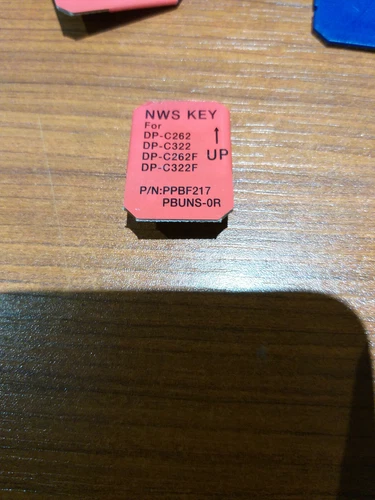 NWS KEY
For
DP-C262
DP-C322
DP-C262F
DP-C322F
↑
UP
P/N:PPBF217
PBUNS-0R